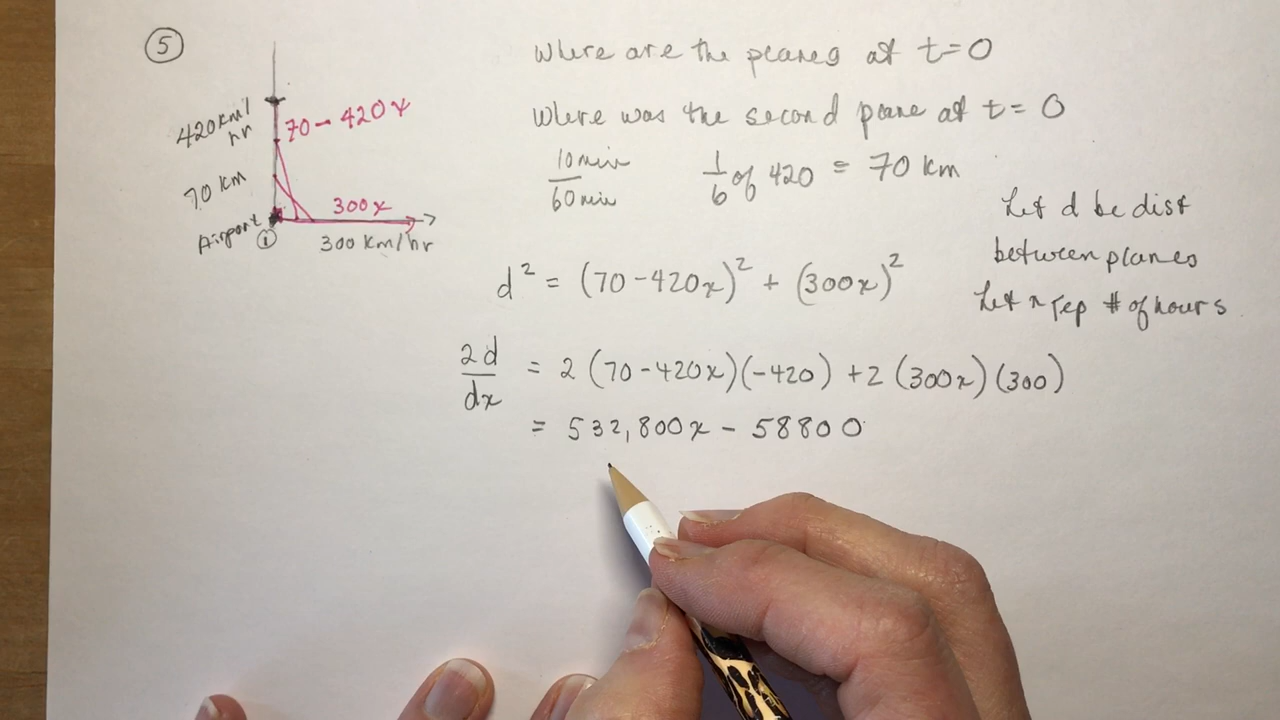 ⑤
420 km/hr
70 - 420x
70 km
300x
Airport
①
300 km/hr
Where are the planes at t=0
Where was the second plane at t=0
10 min / 60 min   1/6 of 420 = 70 km
Let d be dist
between planes
Let x rep # of hours
d² = (70-420x)² + (300x)²
2d/dx = 2(70-420x)(-420) + 2(300x)(300)
= 532,800x - 58800